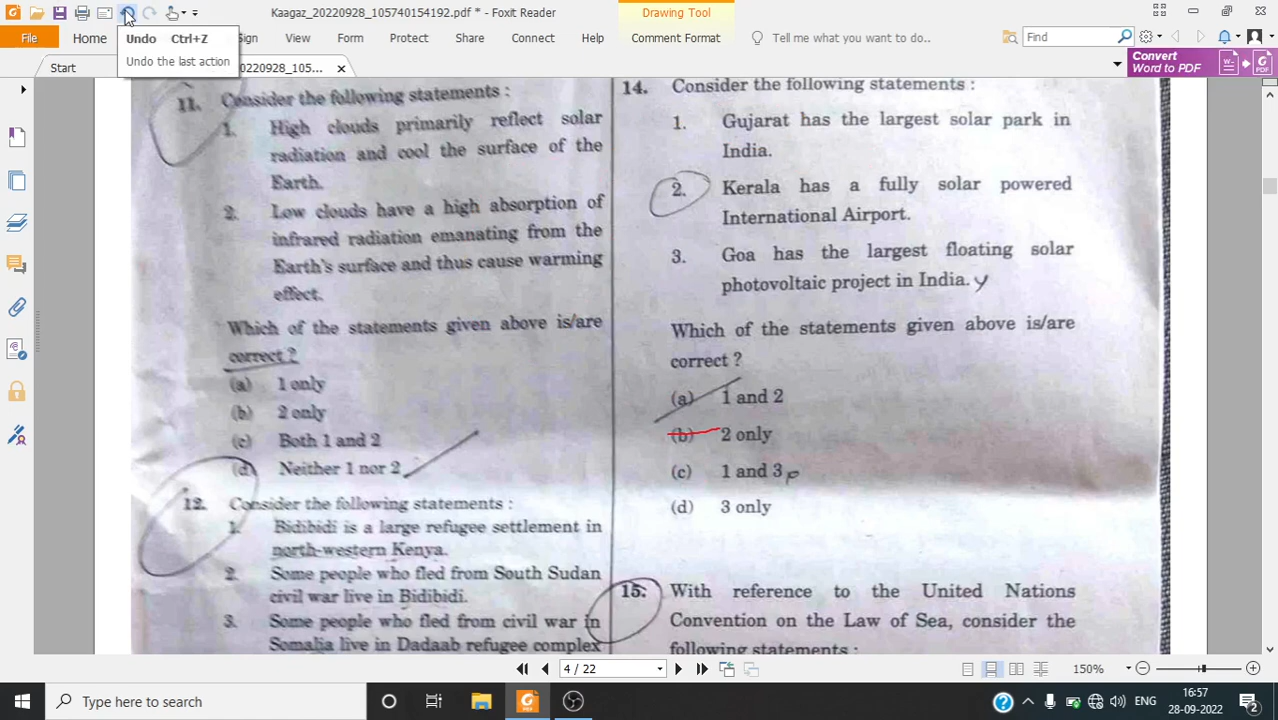 Kaagaz_20220928_105740154192.pdf * - Foxit Reader
Drawing Tool
File
Home
Sign
View
Form
Protect
Share
Connect
Help
Comment Format
Tell me what you want to do..
Find
Undo Ctrl+Z
Undo the last action
Start
20220928_105...
Convert
Word to PDF
11. Consider the following statements :
1. High clouds primarily reflect solar
radiation and cool the surface of the
Earth.
2. Low clouds have a high absorption of
infrared radiation emanating from the
Earth's surface and thus cause warming
effect.
Which of the statements given above is/are
correct ?
(a) 1 only
(b) 2 only
(c) Both 1 and 2
(d) Neither 1 nor 2
12. Consider the following statements :
1. Bidibidi is a large refugee settlement in
north-western Kenya.
2. Some people who fled from South Sudan
civil war live in Bidibidi.
3. Some people who fled from civil war in
Somalia live in Dadaab refugee complex
14. Consider the following statements :
1. Gujarat has the largest solar park in
India.
2. Kerala has a fully solar powered
International Airport.
3. Goa has the largest floating solar
photovoltaic project in India.
Which of the statements given above is/are
correct ?
(a) 1 and 2
(b) 2 only
(c) 1 and 3
(d) 3 only
15. With reference to the United Nations
Convention on the Law of Sea, consider the
following statements :
4 / 22
150%
Type here to search
ENG
16:57
28-09-2022
2